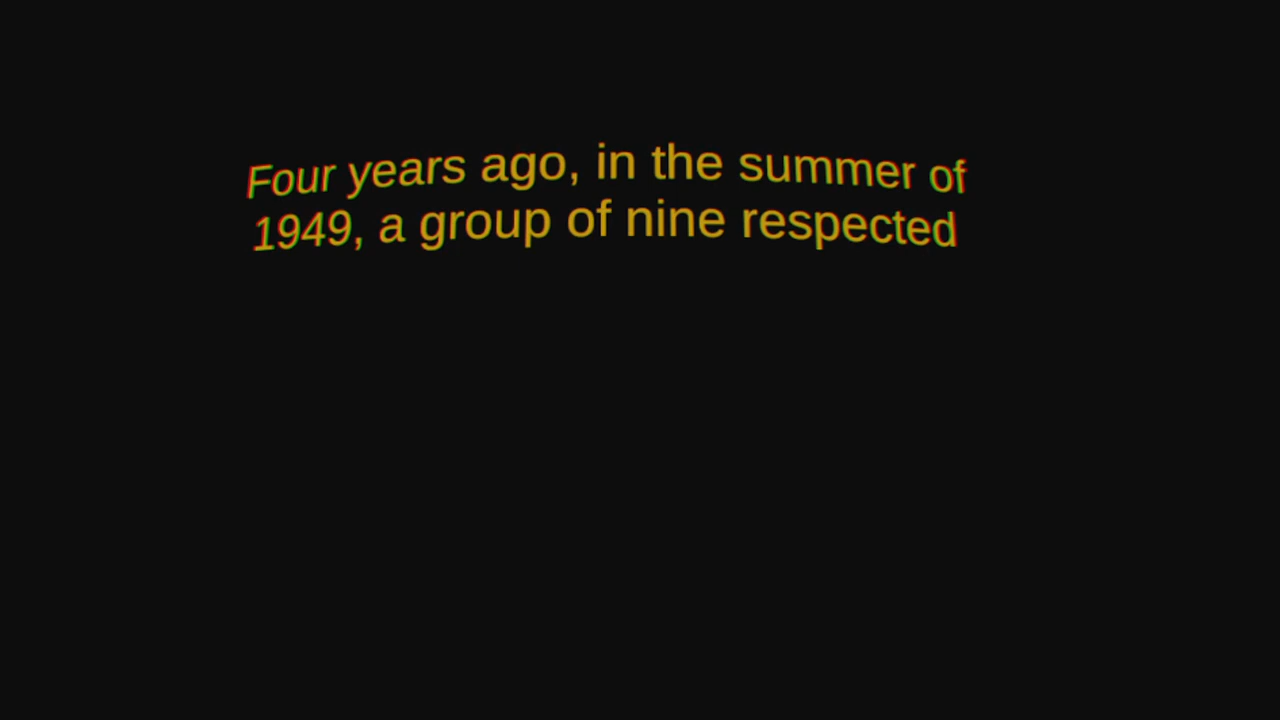 Four years ago, in the summer of
1949, a group of nine respected